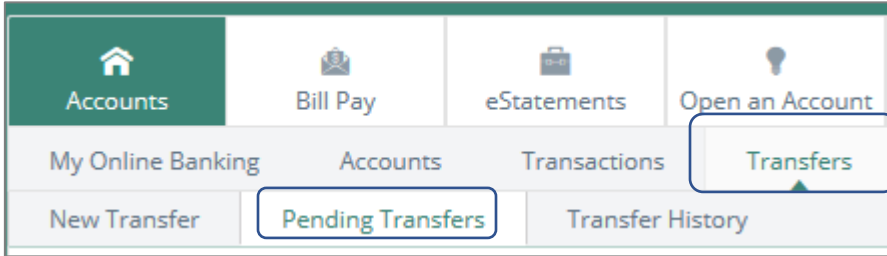 Accounts Bill Pay eStatements Open an Account
My Online Banking Accounts Transactions Transfers
New Transfer Pending Transfers Transfer History